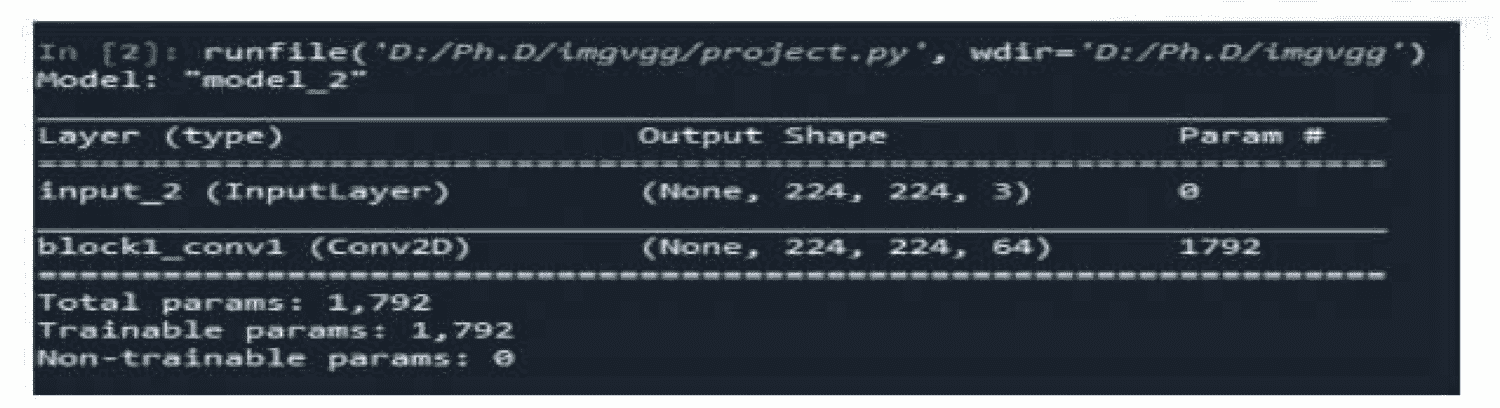 In [2]: runfile('D:/Ph.D/imgvgg/project.py', wdir='D:/Ph.D/imgvgg')
Model: "model_2"
Layer (type) Output Shape Param #
input_2 (InputLayer) (None, 224, 224, 3) 0
block1_conv1 (Conv2D) (None, 224, 224, 64) 1792
Total params: 1,792
Trainable params: 1,792
Non-trainable params: 0